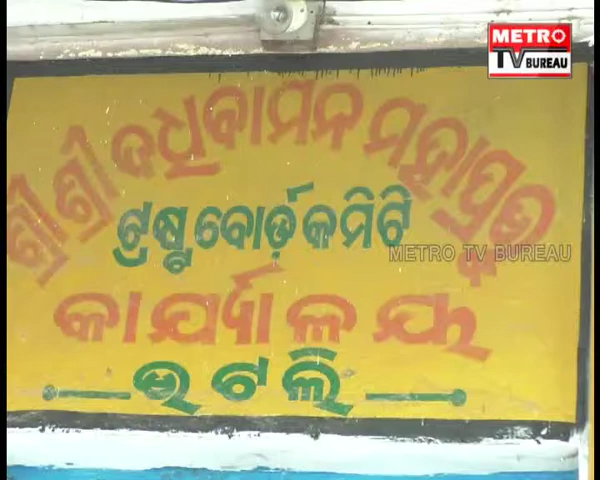 METRO
TV BUREAU
ଶ୍ରୀ ଶ୍ରୀ ଦଧିବାମନ ମହାପ୍ରଭୁ
ଟ୍ରଷ୍ଟ ବୋର୍ଡ଼ କମିଟି
METRO TV BUREAU
କାର୍ଯ୍ୟାଳୟ
ଭଟଲି